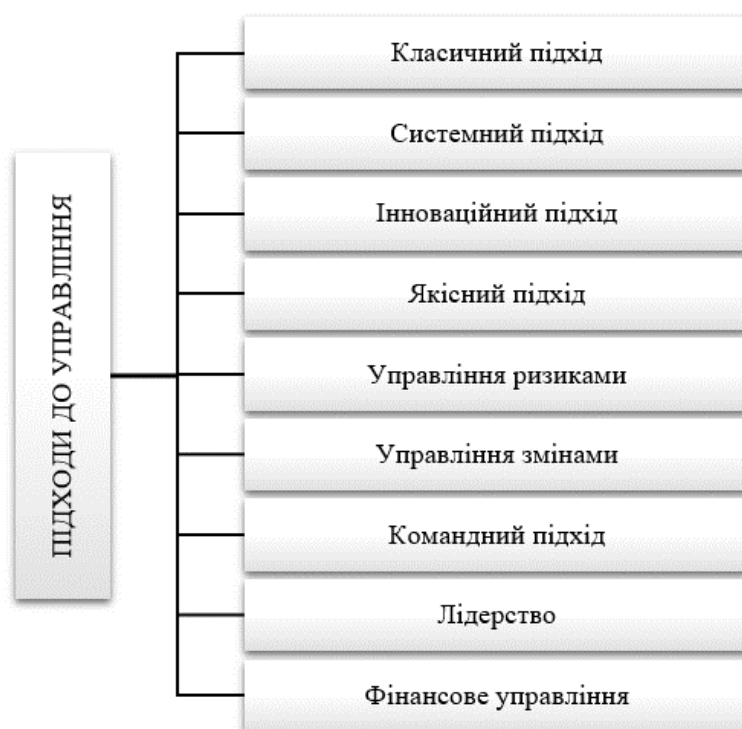 ПІДХОДИ ДО УПРАВЛІННЯ
Класичний підхід
Системний підхід
Інноваційний підхід
Якісний підхід
Управління ризиками
Управління змінами
Командний підхід
Лідерство
Фінансове управління